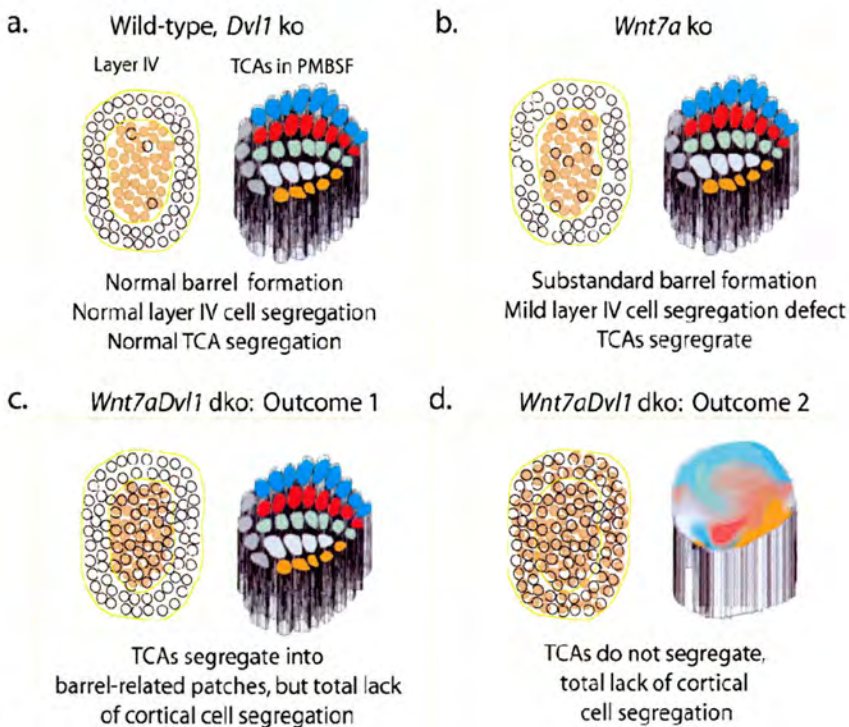 a.
Wild-type, Dvl1 ko
Layer IV
TCAs in PMBSF
Normal barrel formation
Normal layer IV cell segregation
Normal TCA segregation
b.
Wnt7a ko
Substandard barrel formation
Mild layer IV cell segregation defect
TCAs segregrate
c.
Wnt7aDvl1 dko: Outcome 1
TCAs segregate into
barrel-related patches, but total lack
of cortical cell segregation
d.
Wnt7aDvl1 dko: Outcome 2
TCAs do not segregate,
total lack of cortical
cell segregation